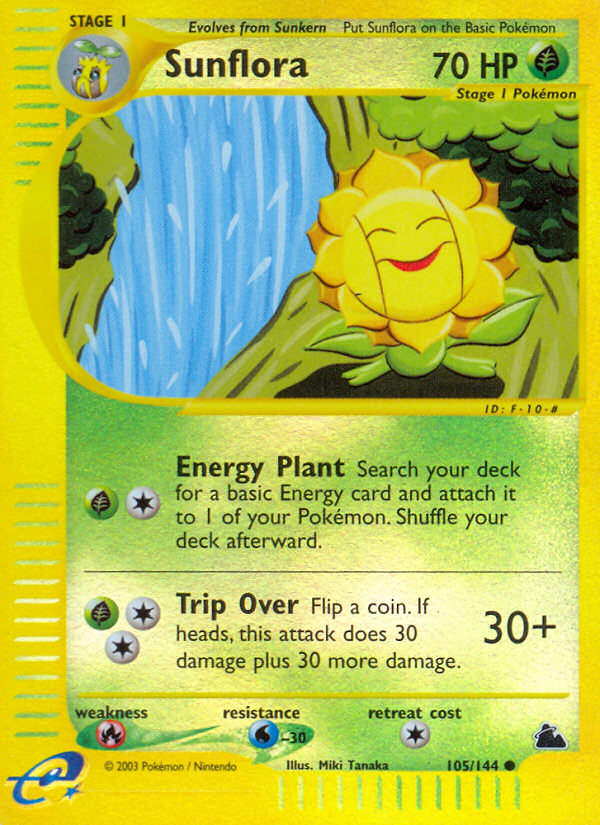 STAGE 1
Evolves from Sunkern Put Sunflora on the Basic Pokémon
Sunflora 70 HP
Stage 1 Pokémon
ID: F-10-#
Energy Plant Search your deck
for a basic Energy card and attach it
to 1 of your Pokémon. Shuffle your
deck afterward.
Trip Over Flip a coin. If
heads, this attack does 30
damage plus 30 more damage.
30+
weakness resistance retreat cost
-30
© 2003 Pokémon / Nintendo Illus. Miki Tanaka 105/144
e